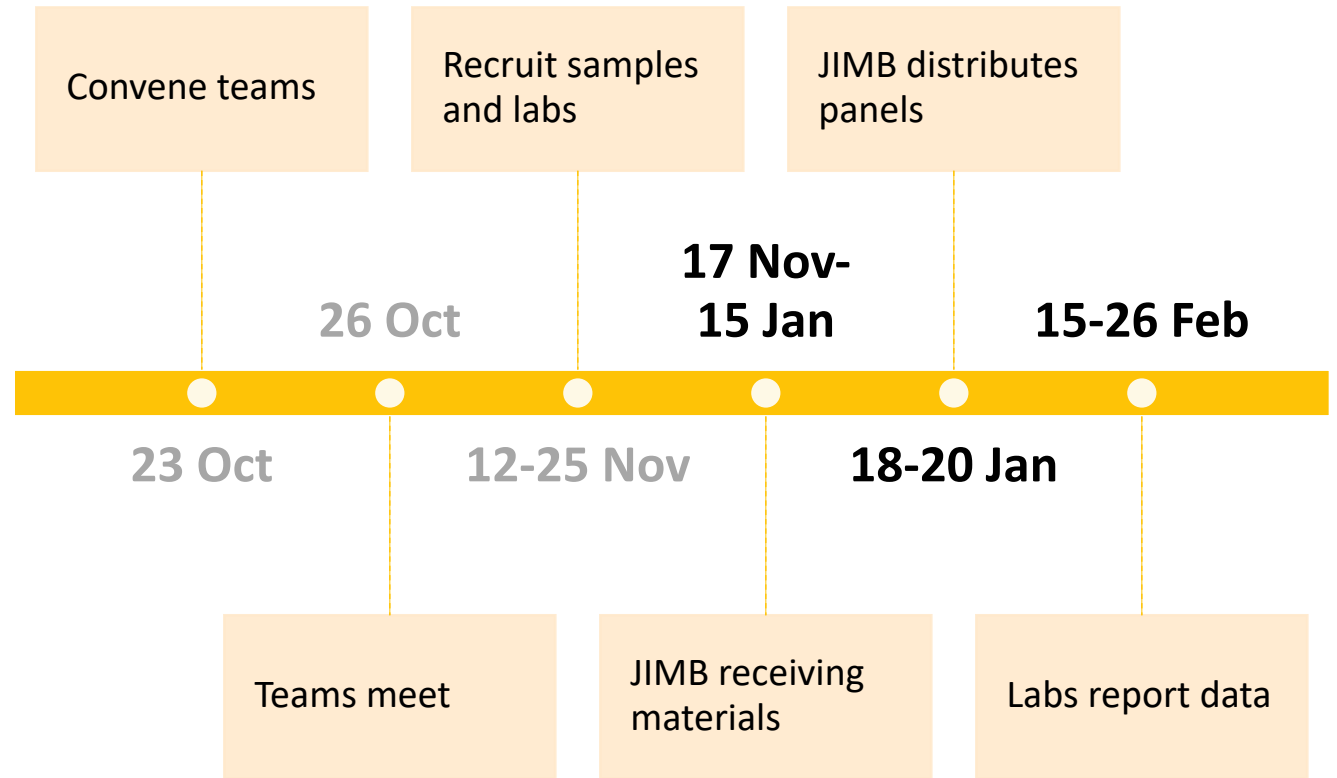 Convene teams
Recruit samples
and labs
JIMB distributes
panels
17 Nov-
15 Jan
26 Oct
15-26 Feb
23 Oct
12-25 Nov
18-20 Jan
Teams meet
JIMB receiving
materials
Labs report data